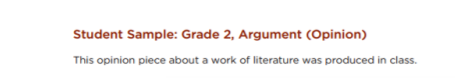 Student Sample: Grade 2, Argument (Opinion)
This opinion piece about a work of literature was produced in class.